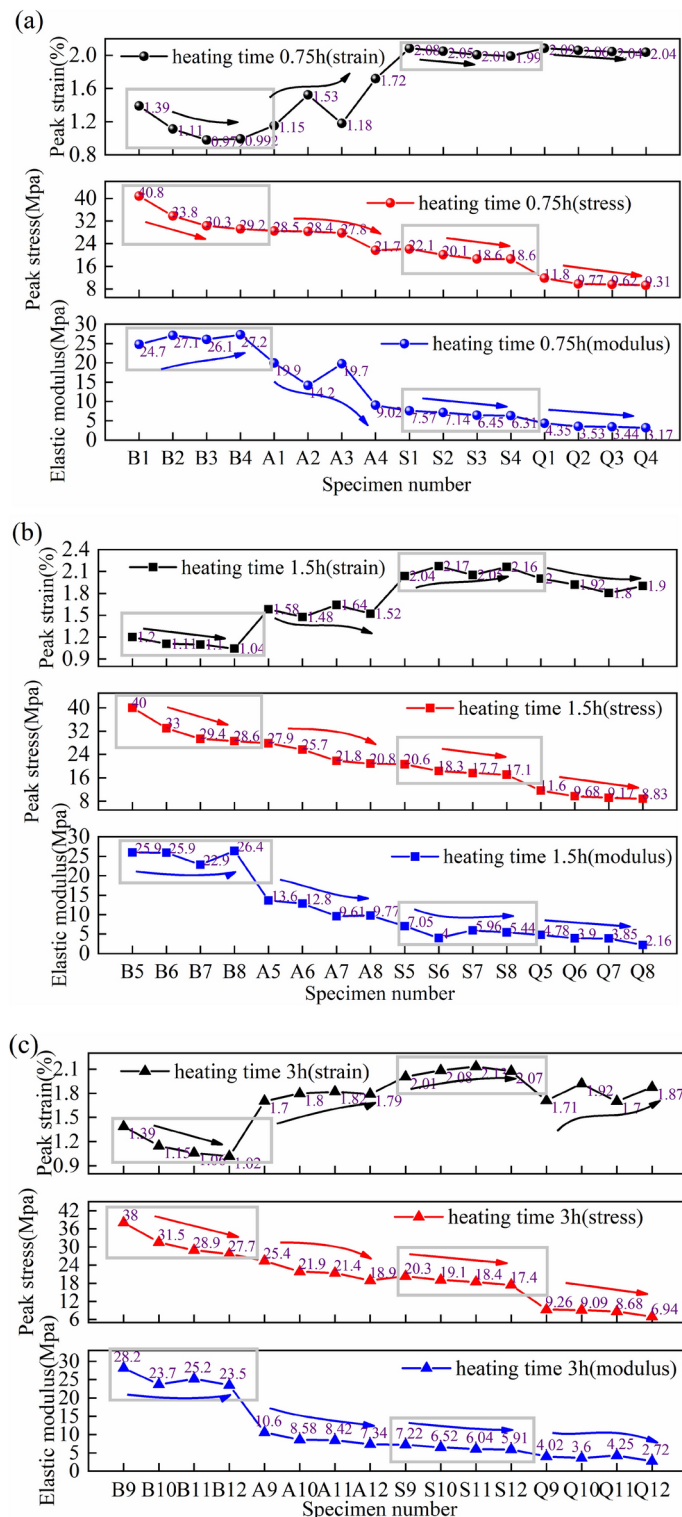 (a)
heating time 0.75h(strain)
Peak strain(%)
2.0
1.6
1.2
0.8
1.39 1.11 0.992 1.15 1.53 1.18 1.72 2.08 2.05 2.01 1.99 2.09 2.06 2.04 2.04
heating time 0.75h(stress)
Peak stress(Mpa)
40
32
24
16
8
40.8 33.8 30.3 29.2 28.5 28.4 27.8 21.7 22.1 20.1 18.6 18.6 11.8 9.77 9.62 9.31
heating time 0.75h(modulus)
Elastic modulus(Mpa)
30
25
20
15
10
5
0
24.7 27.1 26.1 27.2 19.9 14.2 19.7 9.02 7.57 7.14 6.45 6.31 4.35 3.53 3.44 3.17
B1 B2 B3 B4 A1 A2 A3 A4 S1 S2 S3 S4 Q1 Q2 Q3 Q4
Specimen number
(b)
heating time 1.5h(strain)
Peak strain(%)
2.4
2.1
1.8
1.5
1.2
0.9
1.2 1.11 1.1 1.04 1.58 1.48 1.64 1.52 2.04 2.17 2.05 2.16 2 1.92 1.8 1.9
heating time 1.5h(stress)
Peak stress(Mpa)
40
32
24
16
8
40 33 29.4 28.6 27.9 25.7 21.8 20.8 20.6 18.3 17.7 17.1 11.6 9.68 9.17 8.83
heating time 1.5h(modulus)
Elastic modulus(Mpa)
30
25
20
15
10
5
0
25.9 25.9 22.9 26.4 13.6 12.8 9.61 9.77 7.05 4 5.96 5.44 4.78 3.9 3.85 2.16
B5 B6 B7 B8 A5 A6 A7 A8 S5 S6 S7 S8 Q5 Q6 Q7 Q8
Specimen number
(c)
heating time 3h(strain)
Peak strain(%)
2.1
1.8
1.5
1.2
0.9
1.39 1.15 1.06 1.02 1.7 1.8 1.82 1.79 2.01 2.08 2.13 2.07 1.71 1.92 1.7 1.87
heating time 3h(stress)
Peak stress(Mpa)
42
36
30
24
18
12
6
38 31.5 28.9 27.7 25.4 21.9 21.4 18.9 20.3 19.1 18.4 17.4 9.26 9.09 8.68 6.94
heating time 3h(modulus)
Elastic modulus(Mpa)
30
25
20
15
10
5
0
28.2 23.7 25.2 23.5 10.6 8.58 8.42 7.34 7.22 6.52 6.04 5.91 4.02 3.6 4.25 2.72
B9 B10 B11 B12 A9 A10 A11 A12 S9 S10 S11 S12 Q9 Q10 Q11 Q12
Specimen number